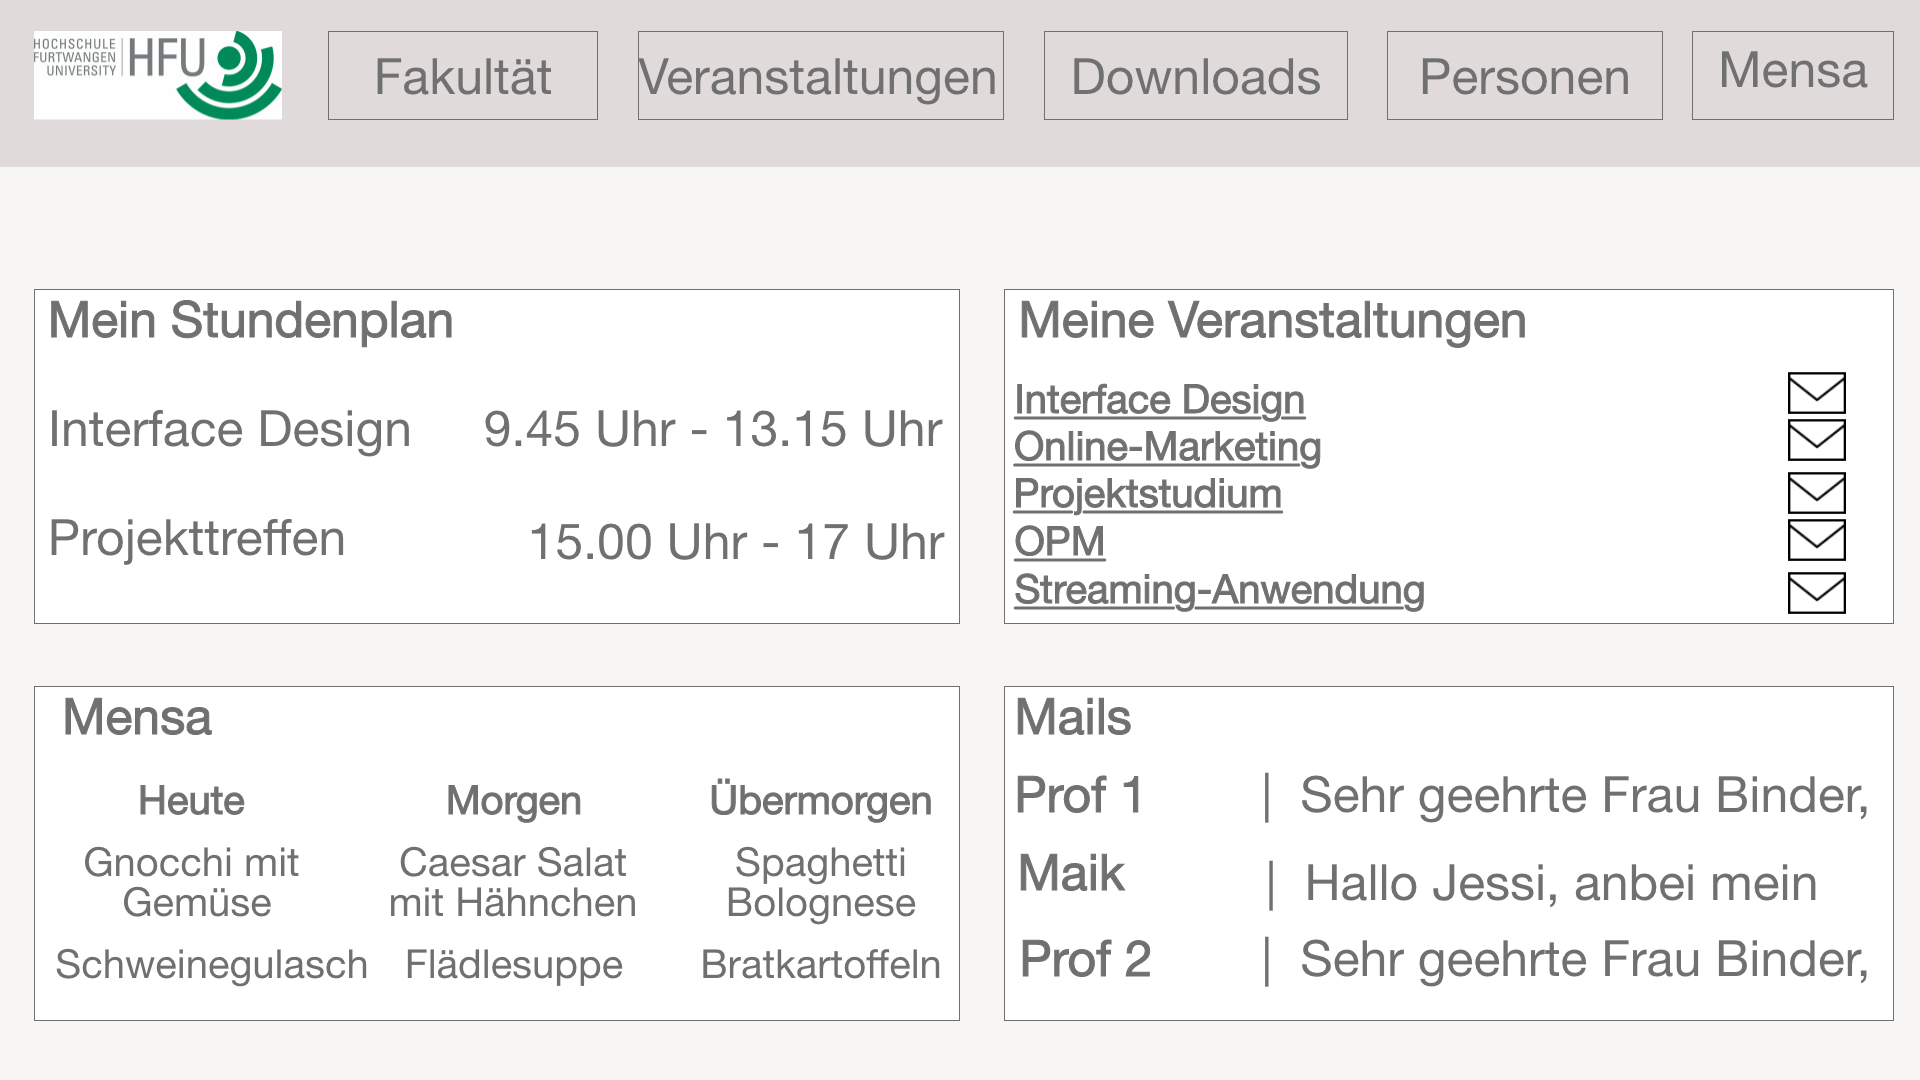 HOCHSCHULE
FURTWANGEN
UNIVERSITY
HFU
Fakultät
Veranstaltungen
Downloads
Personen
Mensa
Mein Stundenplan
Interface Design 9.45 Uhr - 13.15 Uhr
Projekttreffen 15.00 Uhr - 17 Uhr
Meine Veranstaltungen
Interface Design
Online-Marketing
Projektstudium
OPM
Streaming-Anwendung
Mensa
Heute Morgen Übermorgen
Gnocchi mit Caesar Salat Spaghetti
Gemüse mit Hähnchen Bolognese
Schweinegulasch Flädlesuppe Bratkartoffeln
Mails
Prof 1 | Sehr geehrte Frau Binder,
Maik | Hallo Jessi, anbei mein
Prof 2 | Sehr geehrte Frau Binder,